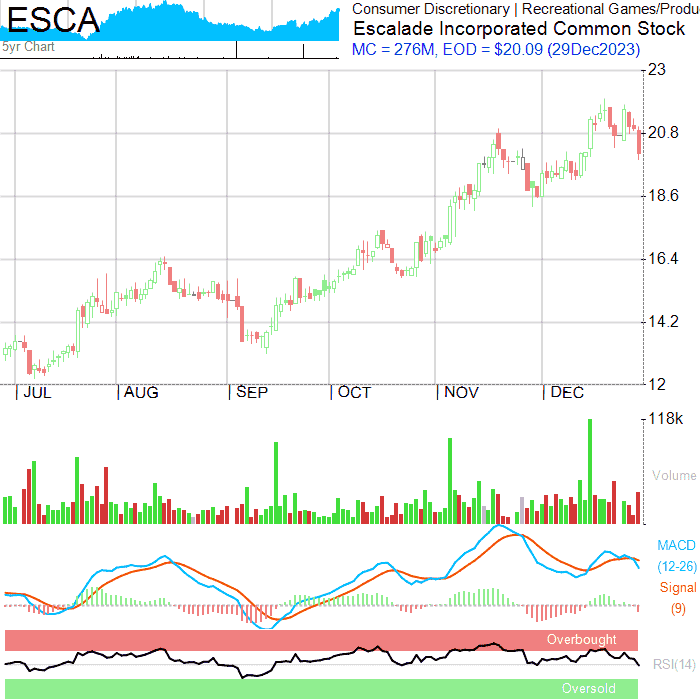 ESCA
5yr Chart
Consumer Discretionary | Recreational Games/Produ
Escalade Incorporated Common Stock
MC = 276M, EOD = $20.09 (29Dec2023)
23
20.8
18.6
16.4
14.2
12
JUL AUG SEP OCT NOV DEC
118k
Volume
MACD
(12-26)
Signal
(9)
Overbought
RSI(14)
Oversold